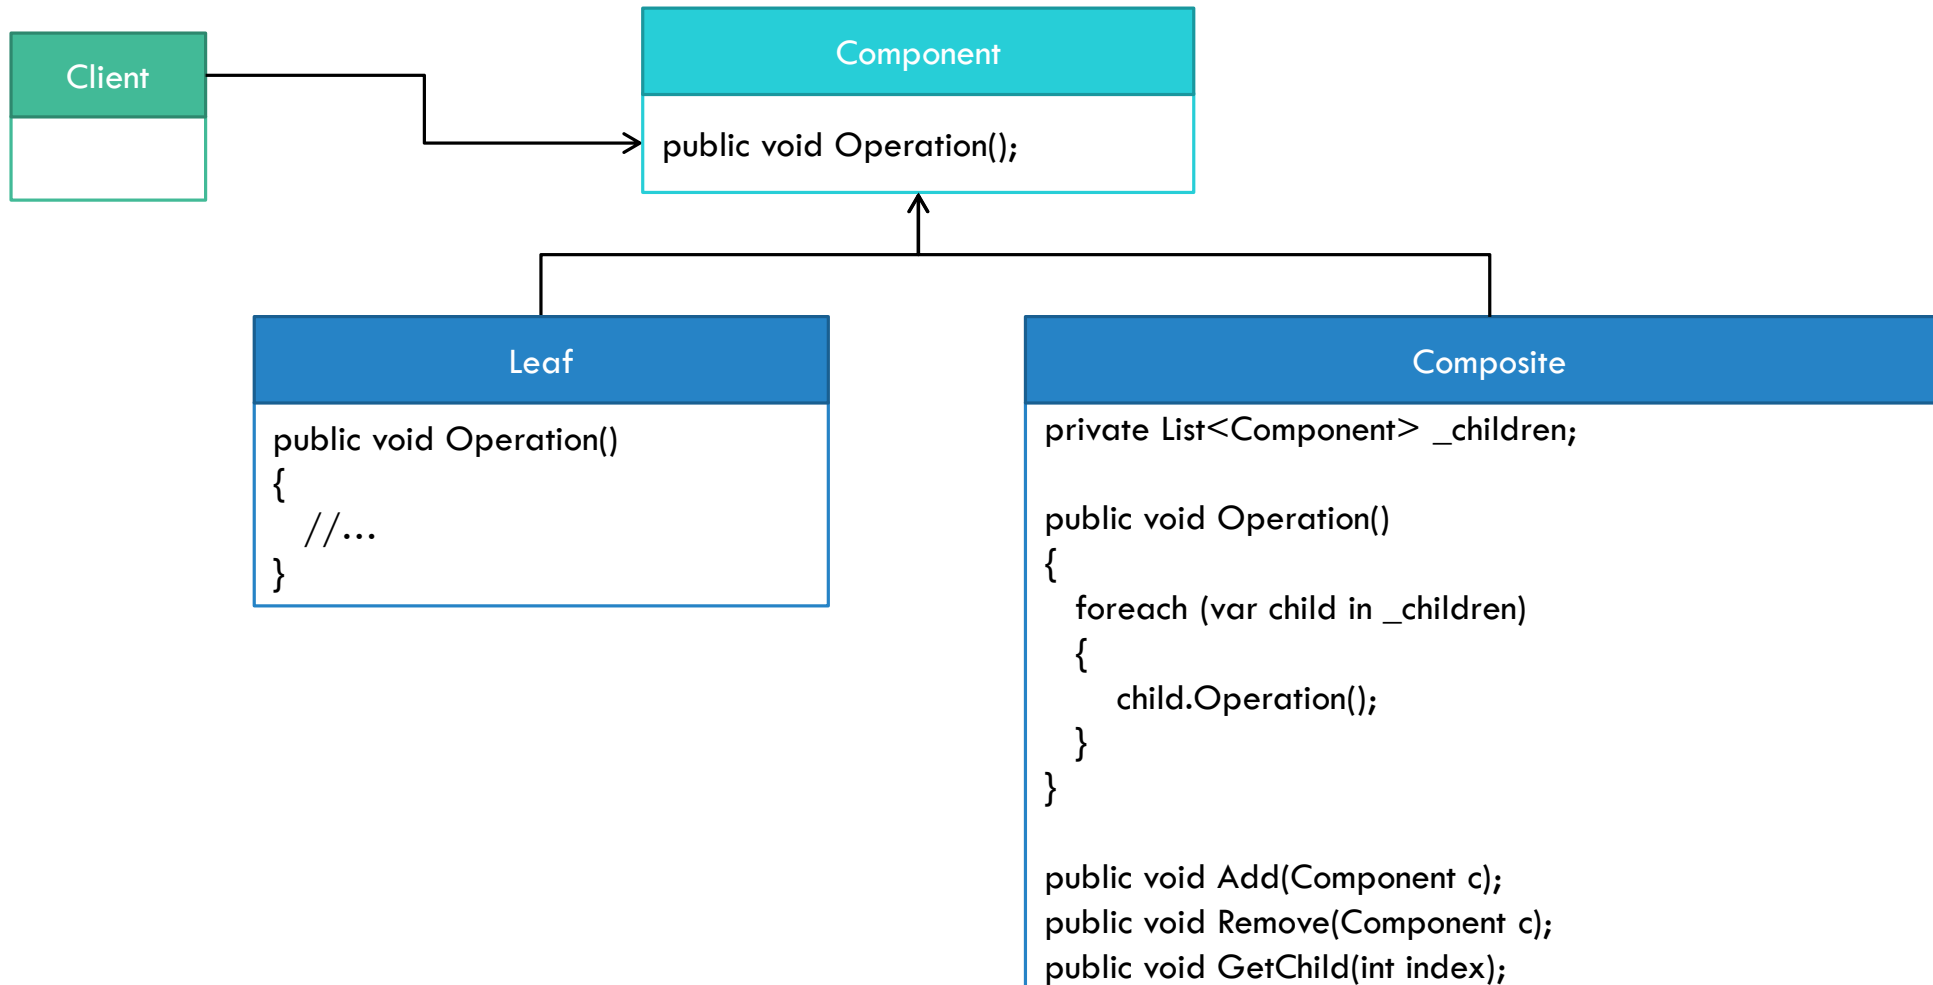 Client
Component
public void Operation();
Leaf
public void Operation()
{
//...
}
Composite
private List<Component> _children;
public void Operation()
{
foreach (var child in _children)
{
child.Operation();
}
}
public void Add(Component c);
public void Remove(Component c);
public void GetChild(int index);